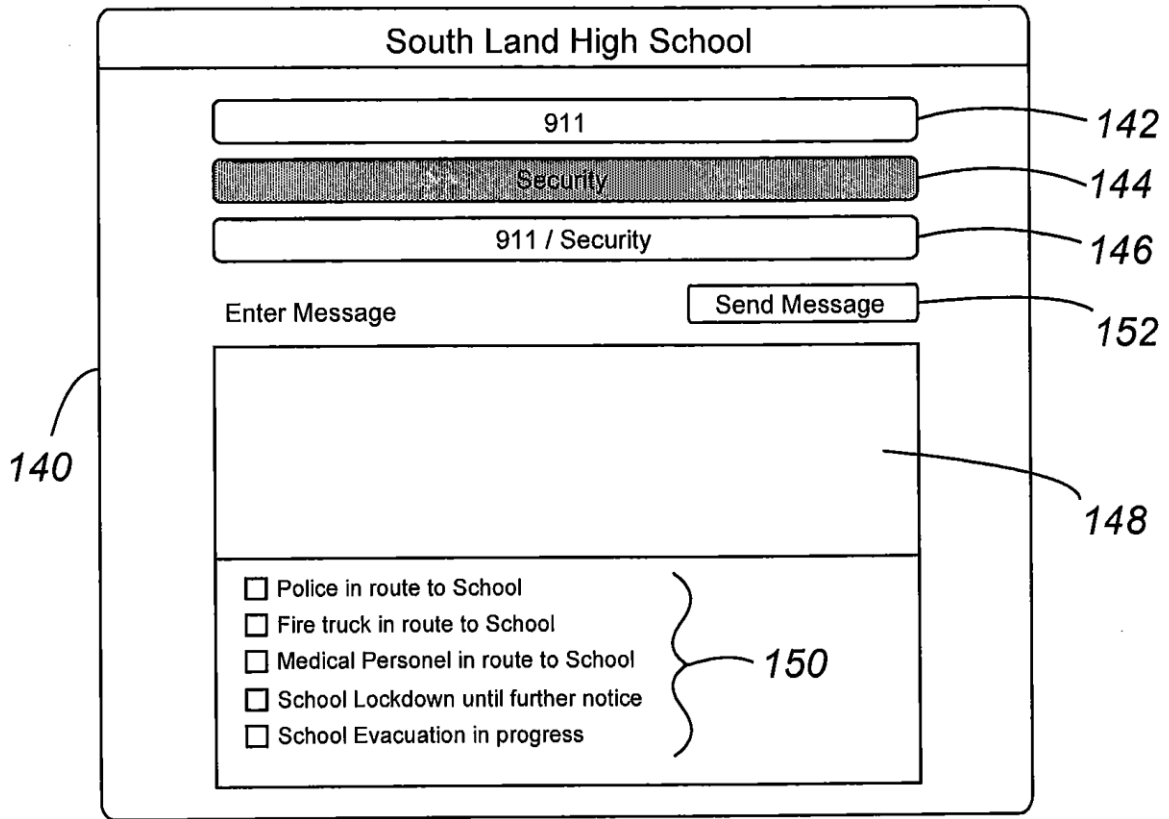 South Land High School
911
142
Security
144
911 / Security
146
Enter Message
Send Message
152
140
148
Police in route to School
Fire truck in route to School
Medical Personel in route to School
150
School Lockdown until further notice
School Evacuation in progress